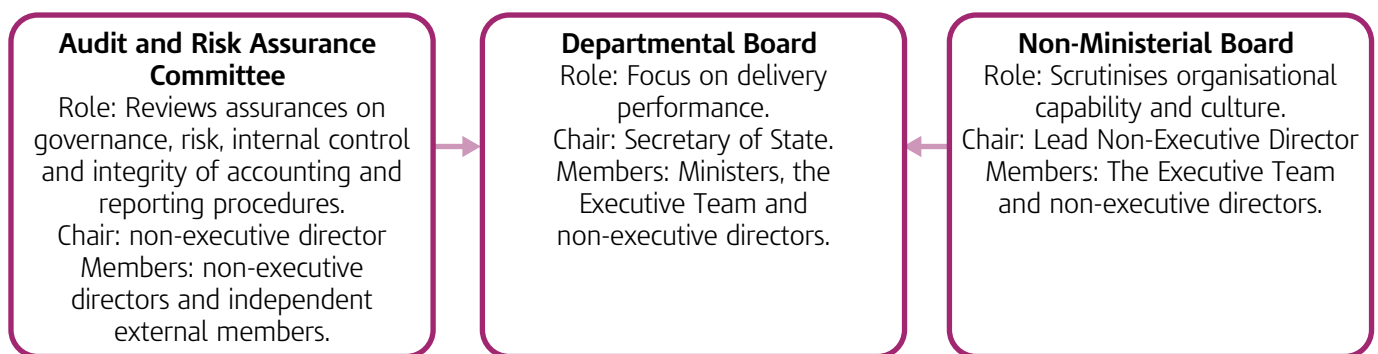 Audit and Risk Assurance
Committee
Role: Reviews assurances on
governance, risk, internal control
and integrity of accounting and
reporting procedures.
Chair: non-executive director
Members: non-executive
directors and independent
external members.
Departmental Board
Role: Focus on delivery
performance.
Chair: Secretary of State.
Members: Ministers, the
Executive Team and
non-executive directors.
Non-Ministerial Board
Role: Scrutinises organisational
capability and culture.
Chair: Lead Non-Executive Director
Members: The Executive Team
and non-executive directors.